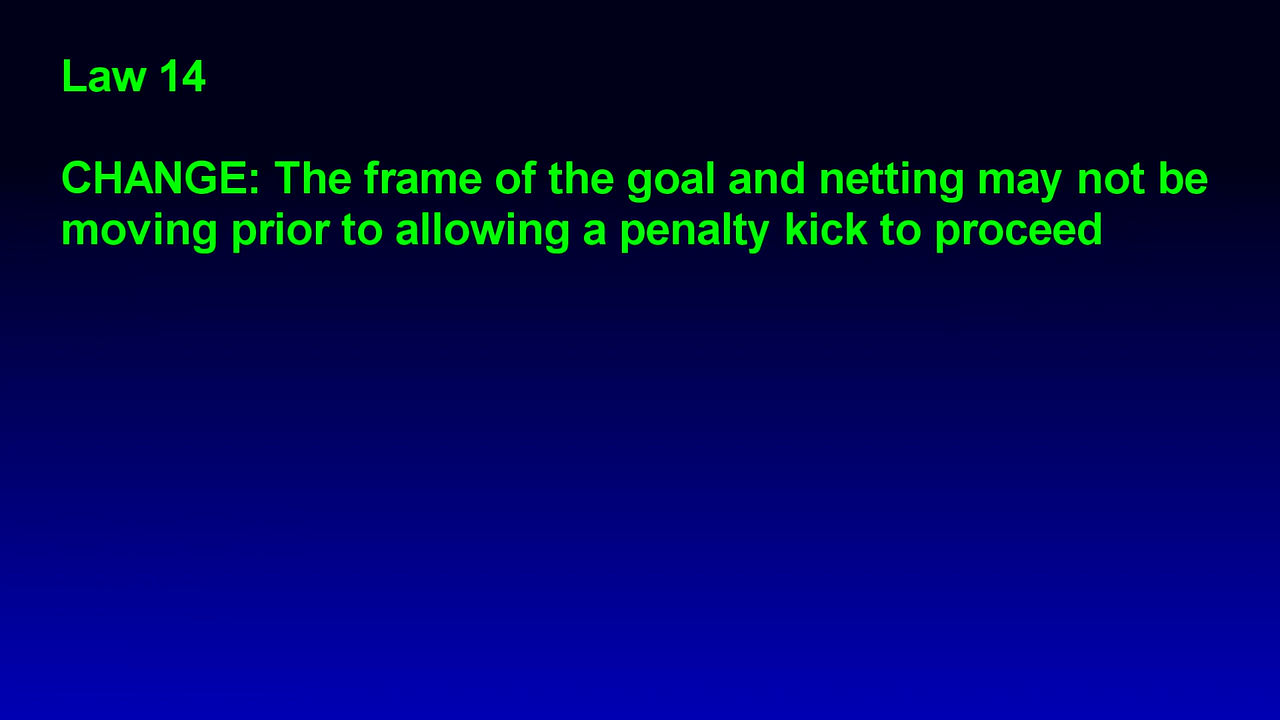 Law 14
CHANGE: The frame of the goal and netting may not be
moving prior to allowing a penalty kick to proceed